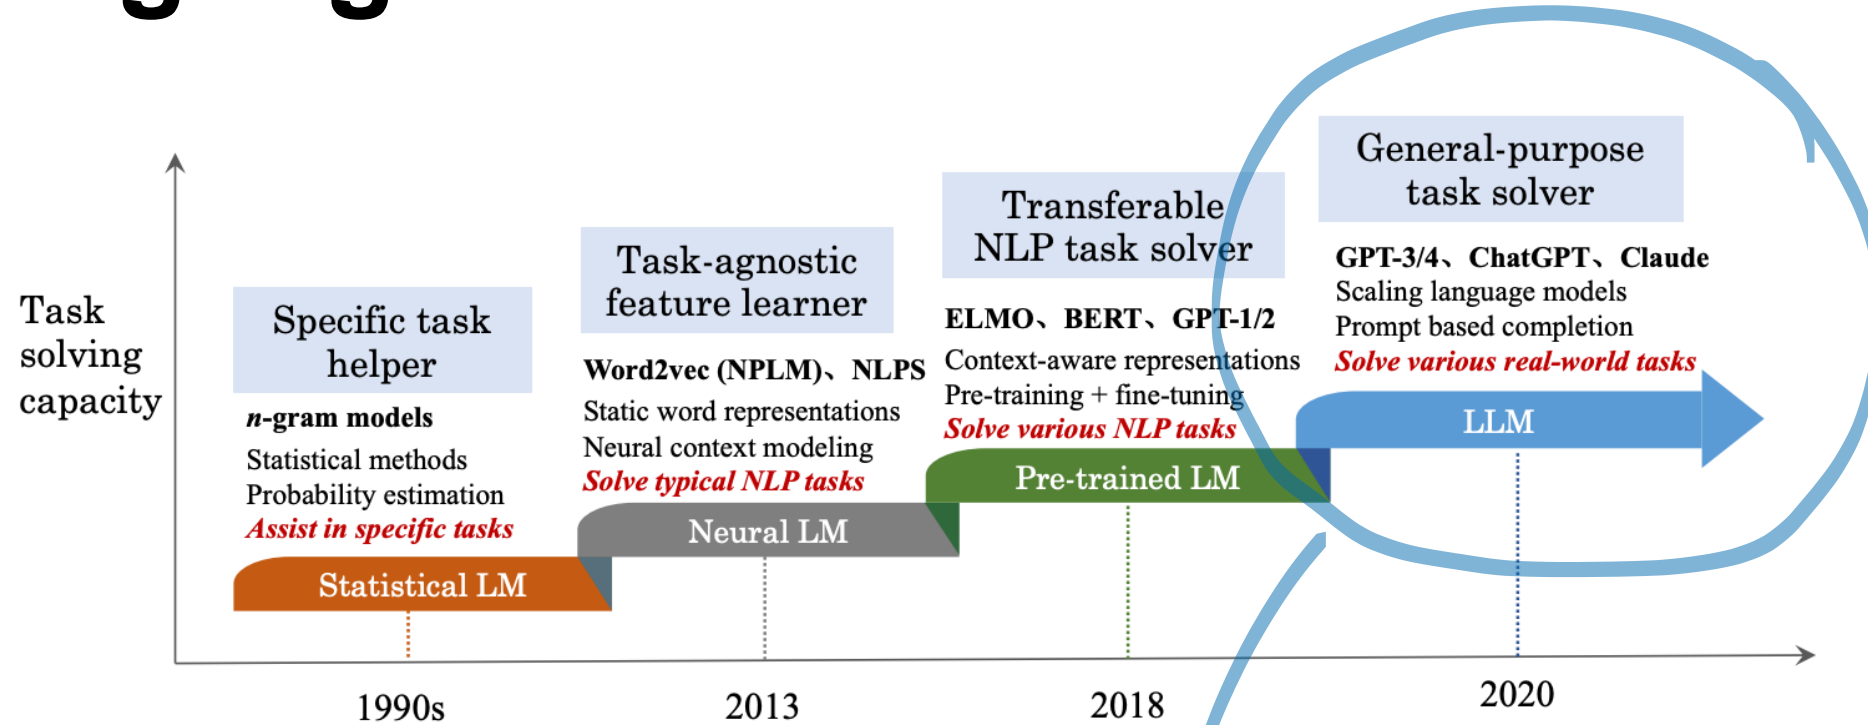 Task
solving
capacity
Specific task
helper
n-gram models
Statistical methods
Probability estimation
Assist in specific tasks
Statistical LM
1990s
Task-agnostic
feature learner
Word2vec (NPLM)、NLPS
Static word representations
Neural context modeling
Solve typical NLP tasks
Neural LM
2013
Transferable
NLP task solver
ELMO、BERT、GPT-1/2
Context-aware representations
Pre-training + fine-tuning
Solve various NLP tasks
Pre-trained LM
2018
General-purpose
task solver
GPT-3/4、ChatGPT、Claude
Scaling language models
Prompt based completion
Solve various real-world tasks
LLM
2020